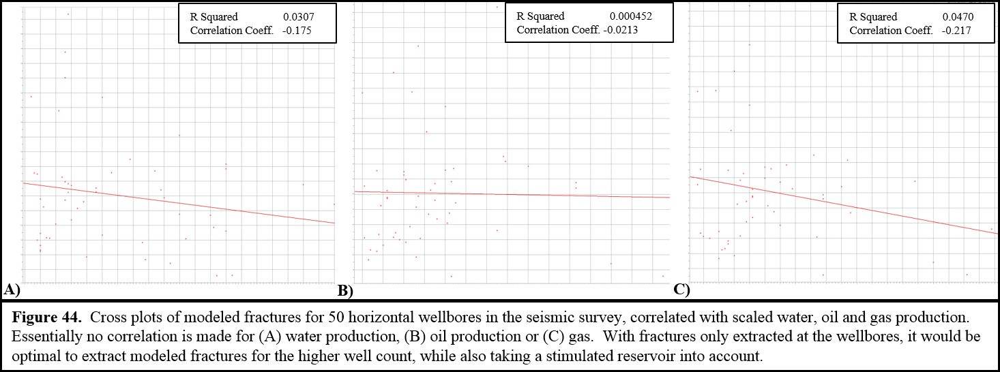 R Squared 0.0307
Correlation Coeff. -0.175
R Squared 0.000452
Correlation Coeff. -0.0213
R Squared 0.0470
Correlation Coeff. -0.217
A)
B)
C)
Figure 44. Cross plots of modeled fractures for 50 horizontal wellbores in the seismic survey, correlated with scaled water, oil and gas production.
Essentially no correlation is made for (A) water production, (B) oil production or (C) gas. With fractures only extracted at the wellbores, it would be
optimal to extract modeled fractures for the higher well count, while also taking a stimulated reservoir into account.